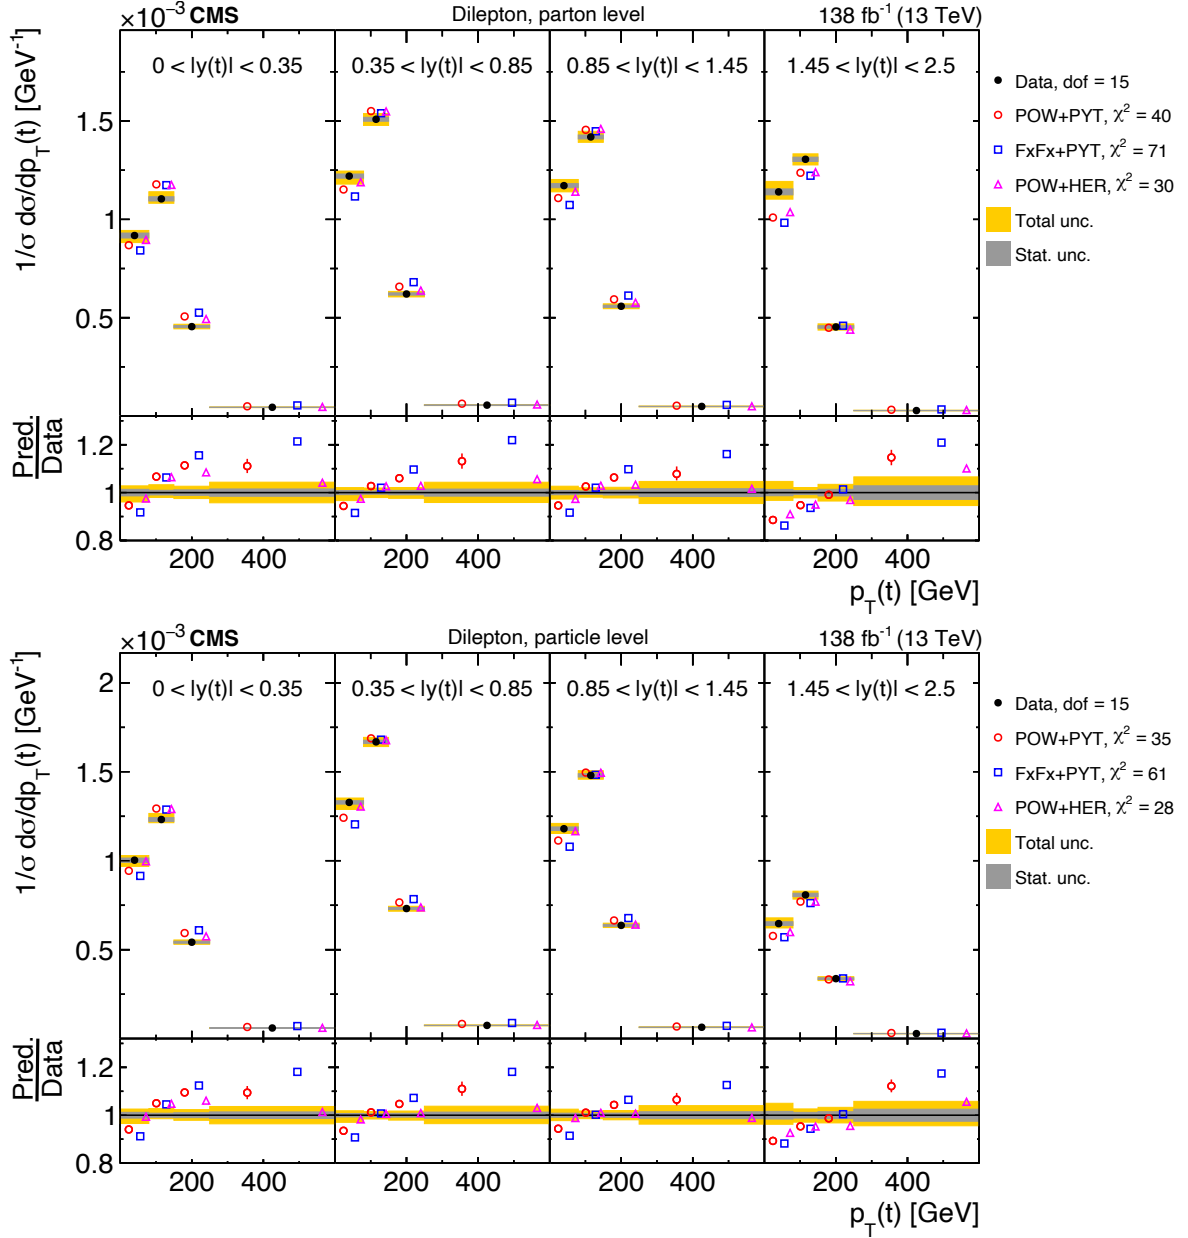 ×10⁻³ CMS Dilepton, parton level 138 fb⁻¹ (13 TeV)
0 < |y(t)| < 0.35 0.35 < |y(t)| < 0.85 0.85 < |y(t)| < 1.45 1.45 < |y(t)| < 2.5
1/σ dσ/dp_T(t) [GeV⁻¹]
1.5
1
0.5
Data, dof = 15
POW+PYT, χ² = 40
FxFx+PYT, χ² = 71
POW+HER, χ² = 30
Total unc.
Stat. unc.
Pred.
Data
1.2
1
0.8
200 400 200 400 200 400 200 400
p_T(t) [GeV]
×10⁻³ CMS Dilepton, particle level 138 fb⁻¹ (13 TeV)
0 < |y(t)| < 0.35 0.35 < |y(t)| < 0.85 0.85 < |y(t)| < 1.45 1.45 < |y(t)| < 2.5
1/σ dσ/dp_T(t) [GeV⁻¹]
2
1.5
1
0.5
Data, dof = 15
POW+PYT, χ² = 35
FxFx+PYT, χ² = 61
POW+HER, χ² = 28
Total unc.
Stat. unc.
Pred.
Data
1.2
1
0.8
200 400 200 400 200 400 200 400
p_T(t) [GeV]